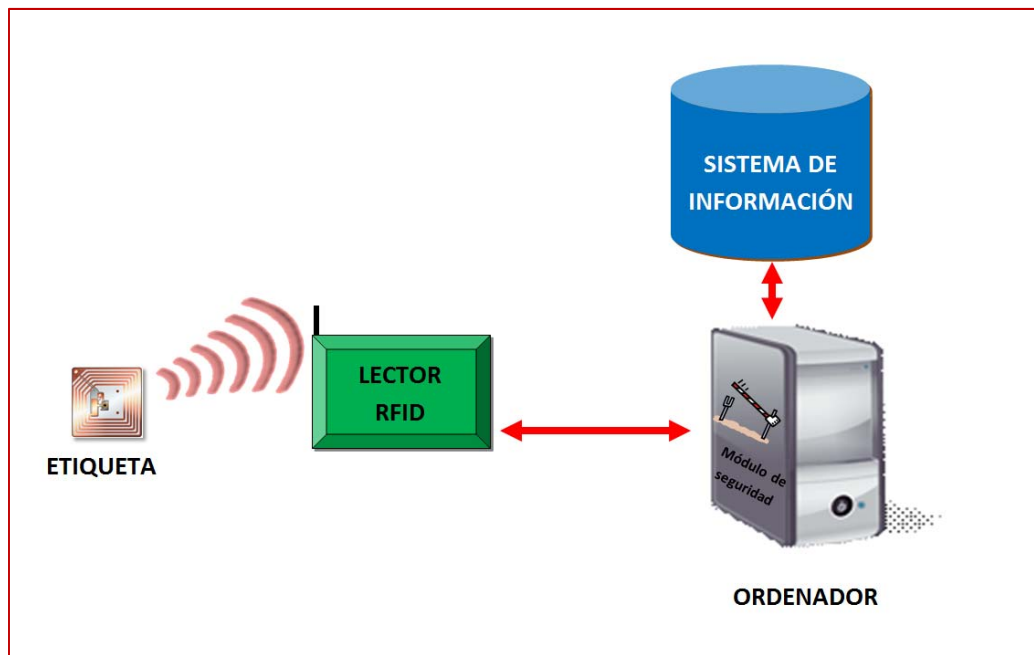 SISTEMA DE
INFORMACIÓN
LECTOR
RFID
ETIQUETA
Módulo de
seguridad
ORDENADOR